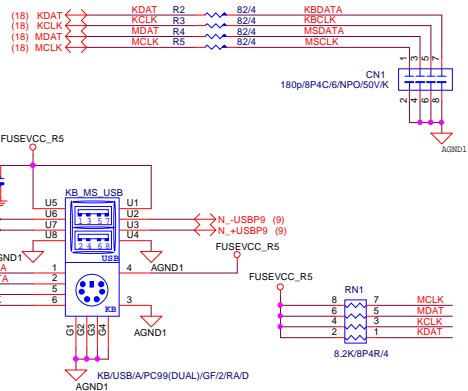 (18) KDAT KDAT R2 82/4 KBDATA
(18) KCLK KCLK R3 82/4 KBCLK
(18) MDAT MDAT R4 82/4 MSDATA
(18) MCLK MCLK R5 82/4 MSCLK
1 3 5 7
CN1
180p/8P4C/6/NPO/50V/K
2 4 6 8
AGND1
FUSEVCC_R5
KB_MS_USB
U5 U1
U6 1 3 5 7 U2 N_-USBP9 (9)
U7 U3 N_+USBP9 (9)
U8 2 4 6 8 U4
USB
FUSEVCC_R5
GND1
A 1 4 AGND1
TA 2
5
K 6 3
KB
AGND1
G1 G2 G3 G4
KB/USB/A/PC99(DUAL)/GF/2/RA/D
AGND1
FUSEVCC_R5
RN1
8 7 MCLK
6 5 MDAT
4 3 KCLK
2 1 KDAT
8.2K/8P4R/4